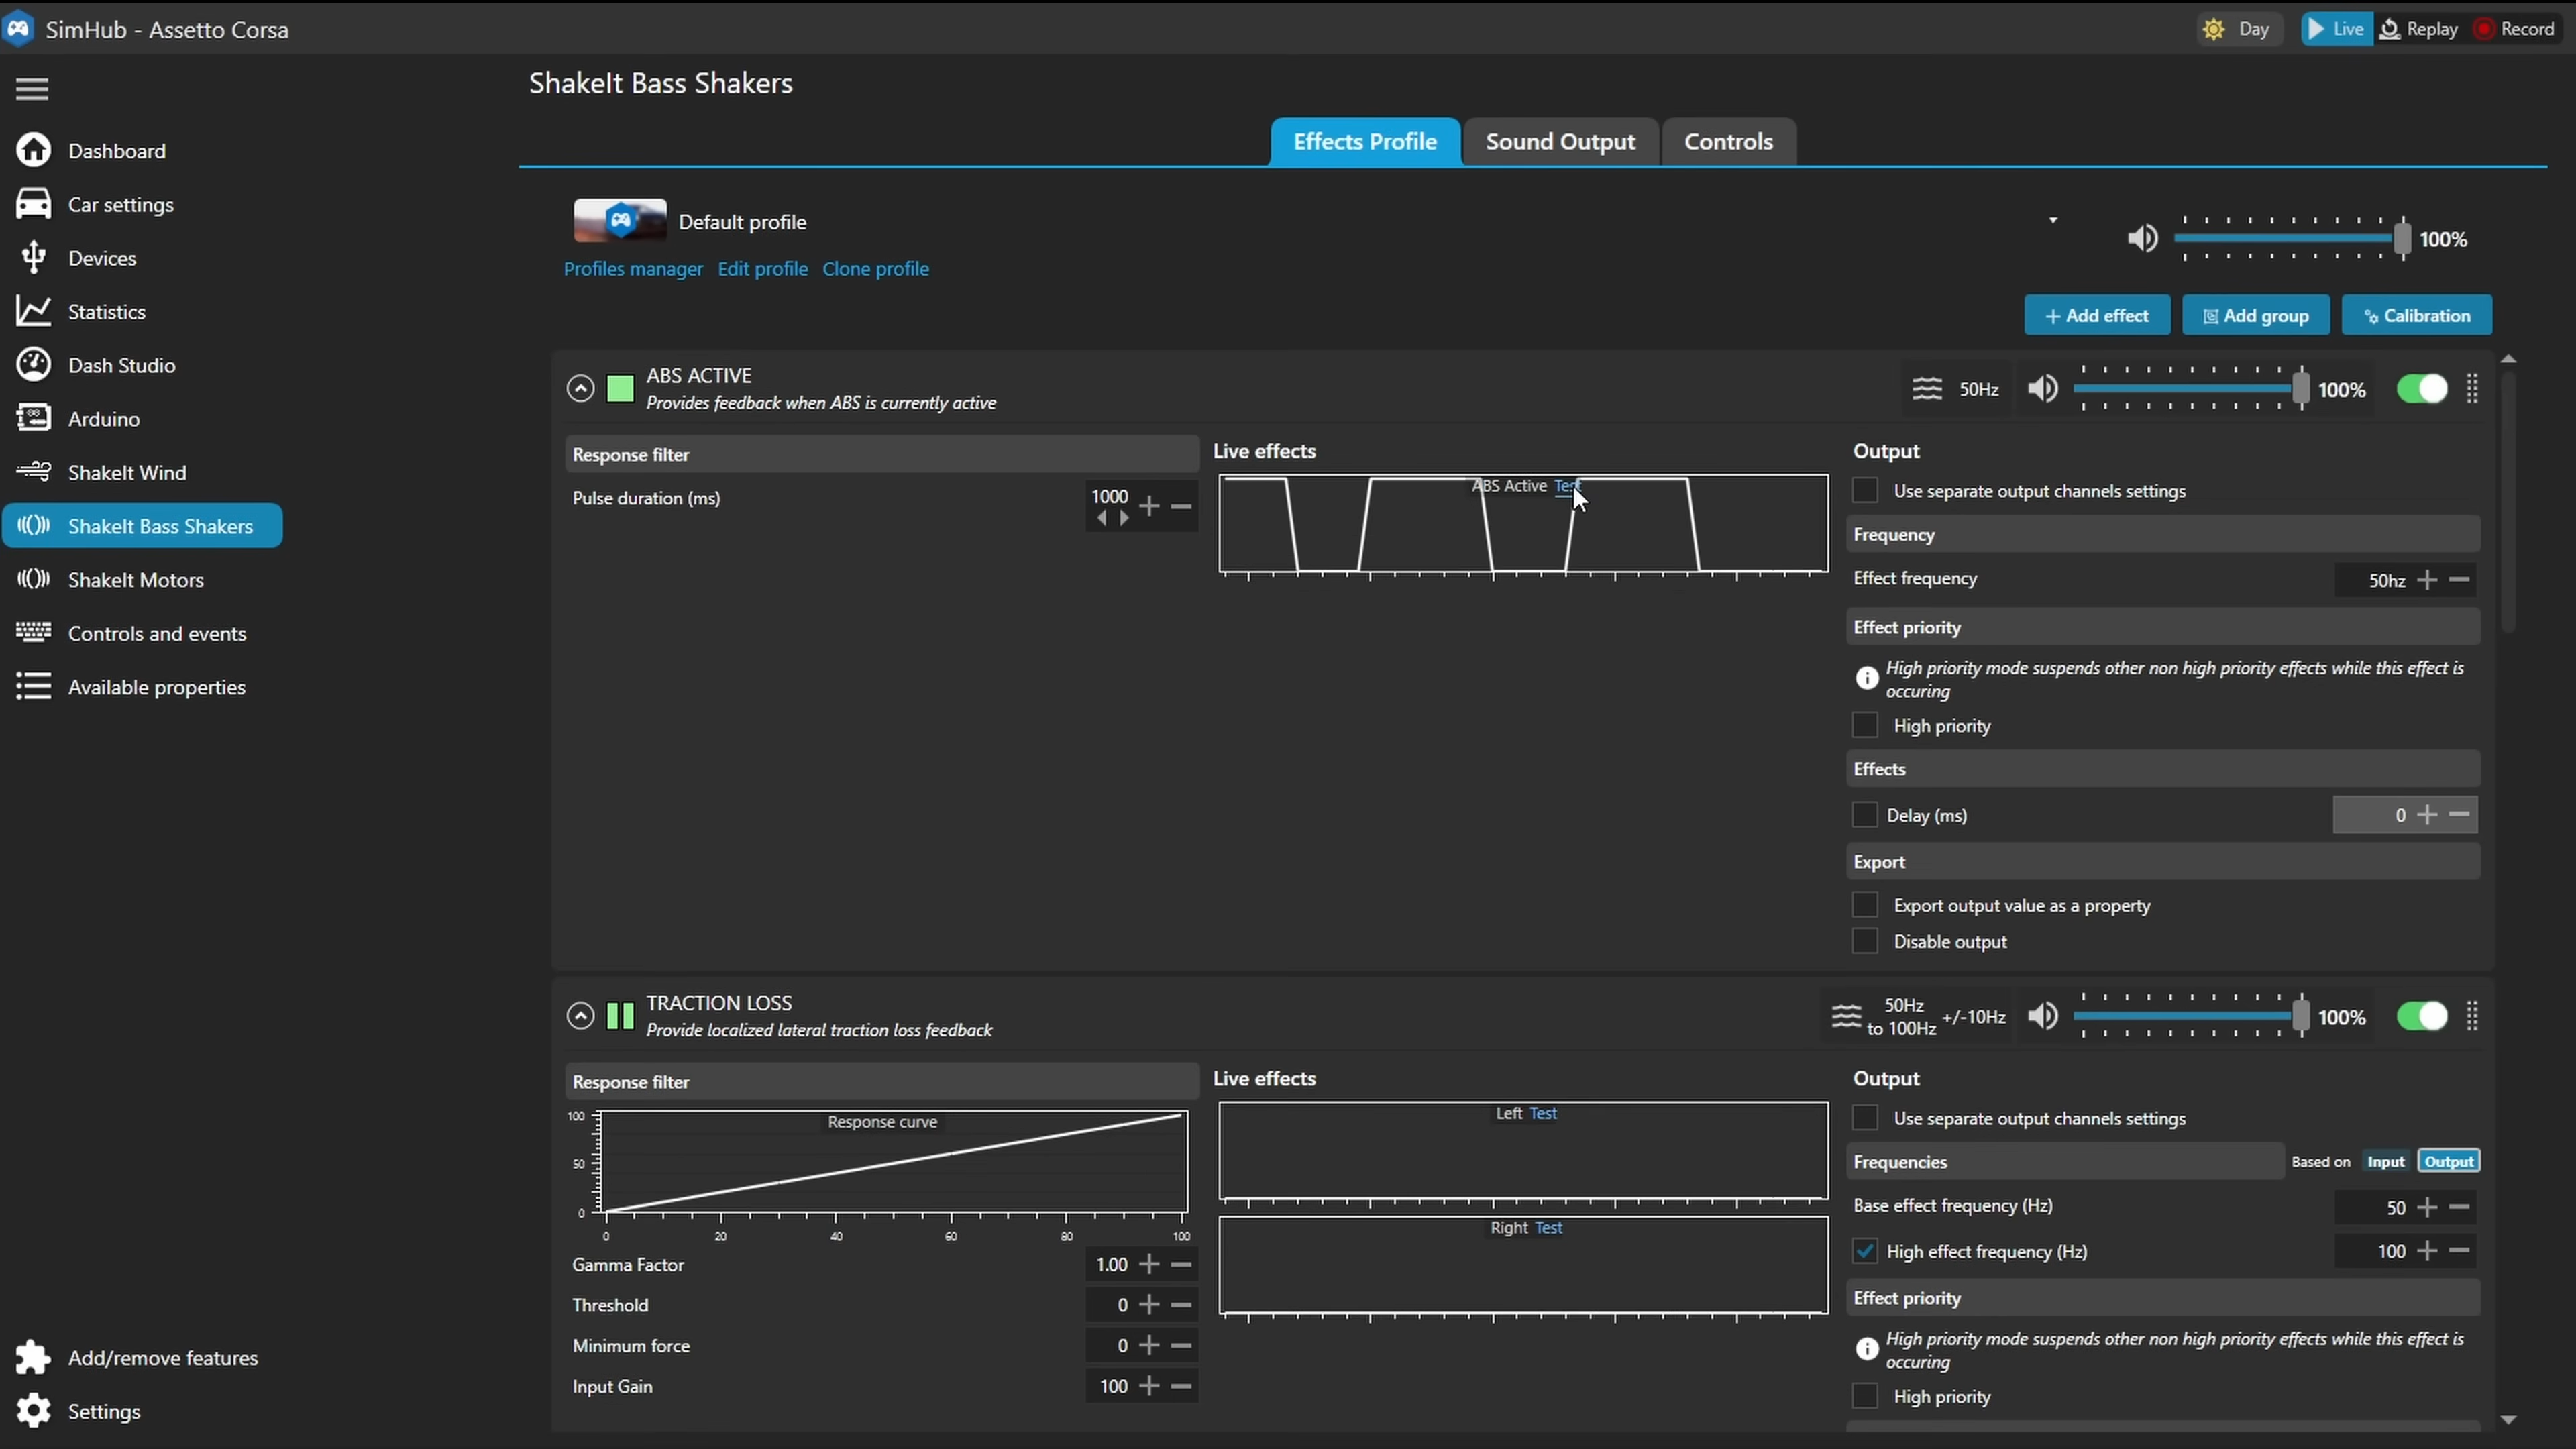 SimHub - Assetto Corsa
Day
Live
Replay
Record
ShakeIt Bass Shakers
Dashboard
Car settings
Devices
Statistics
Dash Studio
Arduino
ShakeIt Wind
ShakeIt Bass Shakers
ShakeIt Motors
Controls and events
Available properties
Add/remove features
Settings
Effects Profile
Sound Output
Controls
Default profile
100%
Profiles manager Edit profile Clone profile
+ Add effect
Add group
Calibration
ABS ACTIVE
Provides feedback when ABS is currently active
50Hz
100%
Response filter
Pulse duration (ms)
1000
Live effects
ABS Active Test
Output
Use separate output channels settings
Frequency
Effect frequency
50hz
Effect priority
High priority mode suspends other non high priority effects while this effect is
occuring
High priority
Effects
Delay (ms)
0
Export
Export output value as a property
Disable output
TRACTION LOSS
Provide localized lateral traction loss feedback
50Hz
to 100Hz
+/-10Hz
100%
Response filter
Response curve
100
50
0
0 20 40 60 80 100
Gamma Factor 1.00
Threshold 0
Minimum force 0
Input Gain 100
Live effects
Left Test
Right Test
Output
Use separate output channels settings
Frequencies
Based on Input Output
Base effect frequency (Hz) 50
High effect frequency (Hz) 100
Effect priority
High priority mode suspends other non high priority effects while this effect is
occuring
High priority